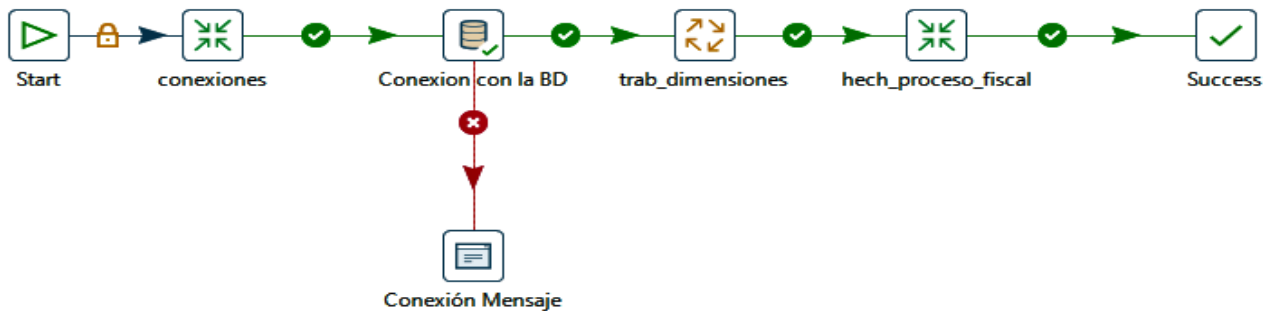 Start
conexiones
Conexion con la BD
trab_dimensiones
hech_proceso_fiscal
Success
Conexión Mensaje